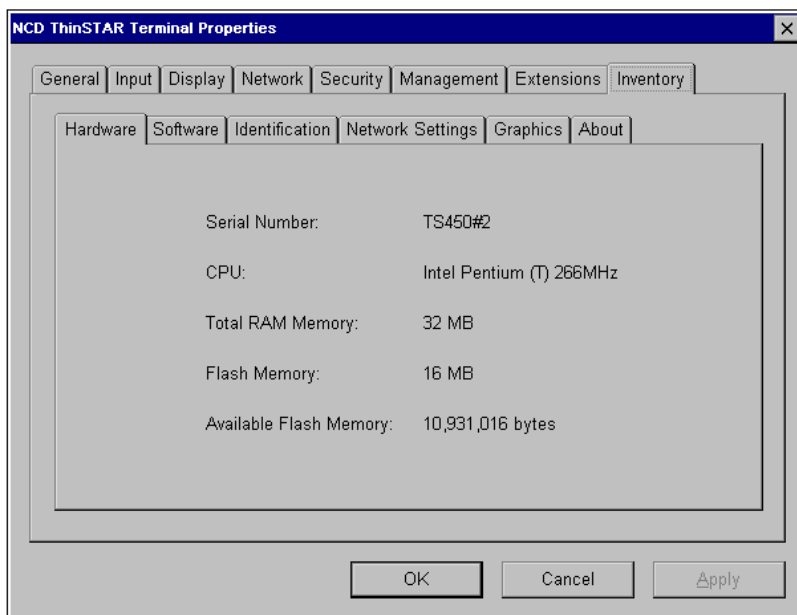 NCD ThinSTAR Terminal Properties
General Input Display Network Security Management Extensions Inventory
Hardware Software Identification Network Settings Graphics About
Serial Number: TS450#2
CPU: Intel Pentium (T) 266MHz
Total RAM Memory: 32 MB
Flash Memory: 16 MB
Available Flash Memory: 10,931,016 bytes
OK Cancel Apply